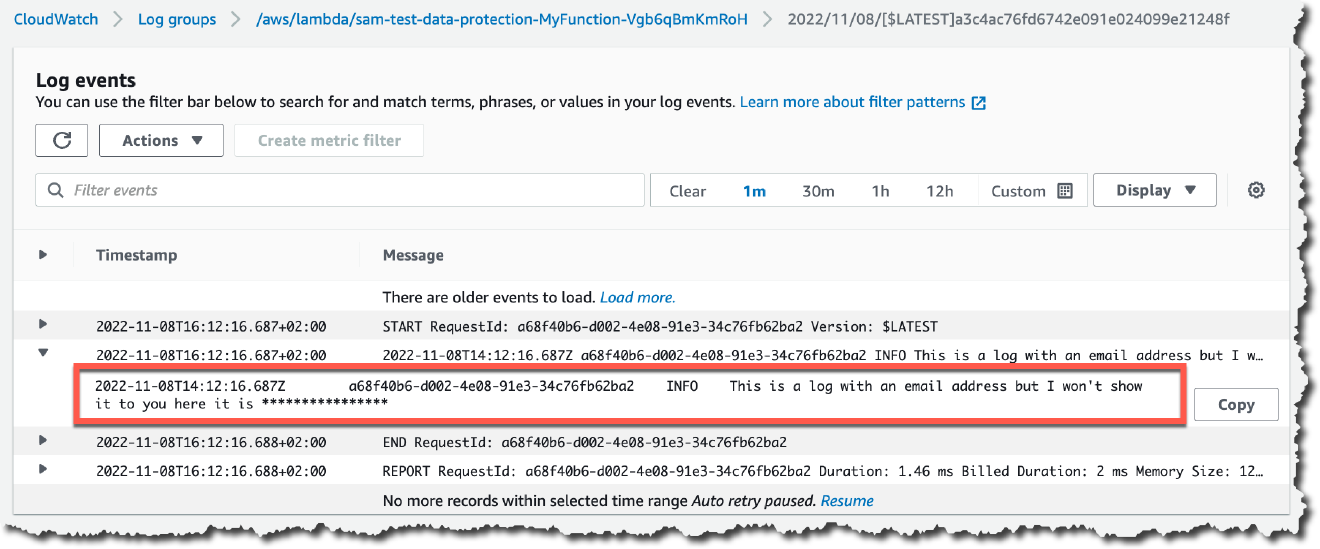 CloudWatch > Log groups > /aws/lambda/sam-test-data-protection-MyFunction-Vgb6qBmKmRoH > 2022/11/08/[$LATEST]a3c4ac76fd6742e091e024099e21248f
Log events
You can use the filter bar below to search for and match terms, phrases, or values in your log events. Learn more about filter patterns
Actions Create metric filter
Filter events Clear 1m 30m 1h 12h Custom Display
Timestamp Message
There are older events to load. Load more.
2022-11-08T16:12:16.687+02:00 START RequestId: a68f40b6-d002-4e08-91e3-34c76fb62ba2 Version: $LATEST
2022-11-08T16:12:16.687+02:00 2022-11-08T14:12:16.687Z a68f40b6-d002-4e08-91e3-34c76fb62ba2 INFO This is a log with an email address but I w…
2022-11-08T14:12:16.687Z a68f40b6-d002-4e08-91e3-34c76fb62ba2 INFO This is a log with an email address but I won't show
it to you here it is ****************
Copy
2022-11-08T16:12:16.688+02:00 END RequestId: a68f40b6-d002-4e08-91e3-34c76fb62ba2
2022-11-08T16:12:16.688+02:00 REPORT RequestId: a68f40b6-d002-4e08-91e3-34c76fb62ba2 Duration: 1.46 ms Billed Duration: 2 ms Memory Size: 12…
No more records within selected time range Auto retry paused. Resume